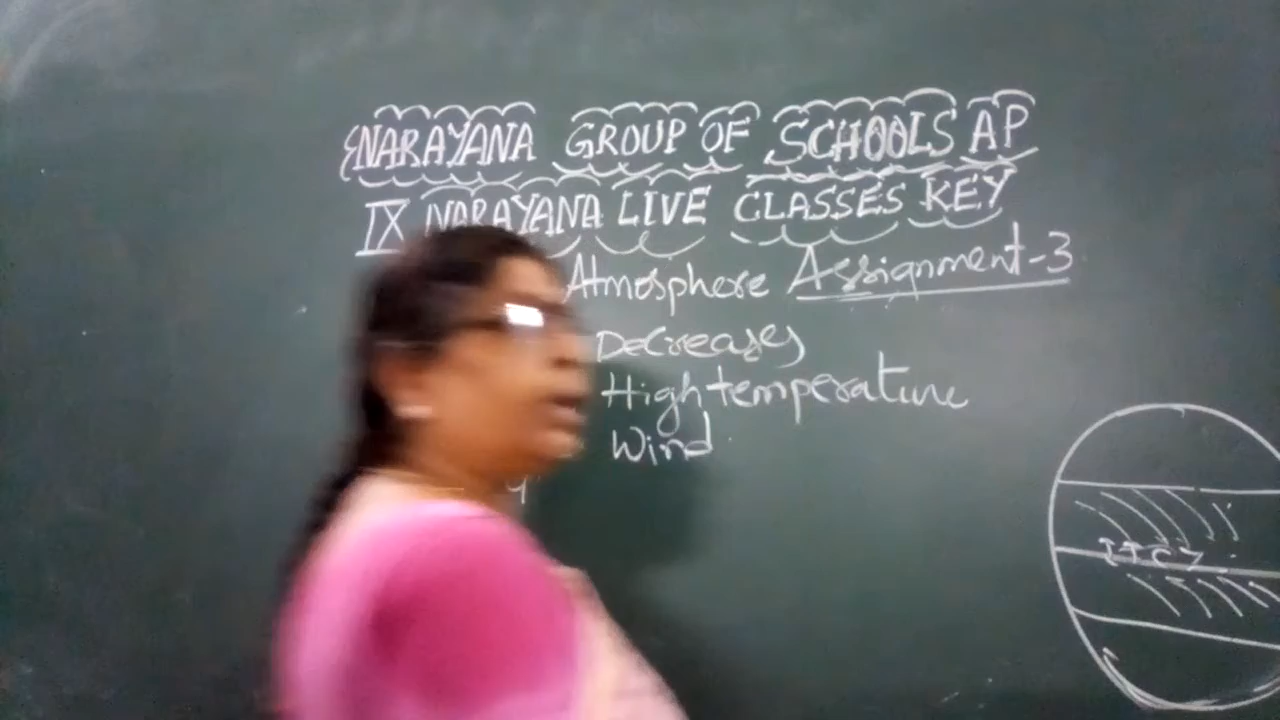 NARAYANA GROUP OF SCHOOLS AP
IX NARAYANA LIVE CLASSES KEY
Atmosphere Assignment-3
Decreases
High temperature
Wind
ITCZ